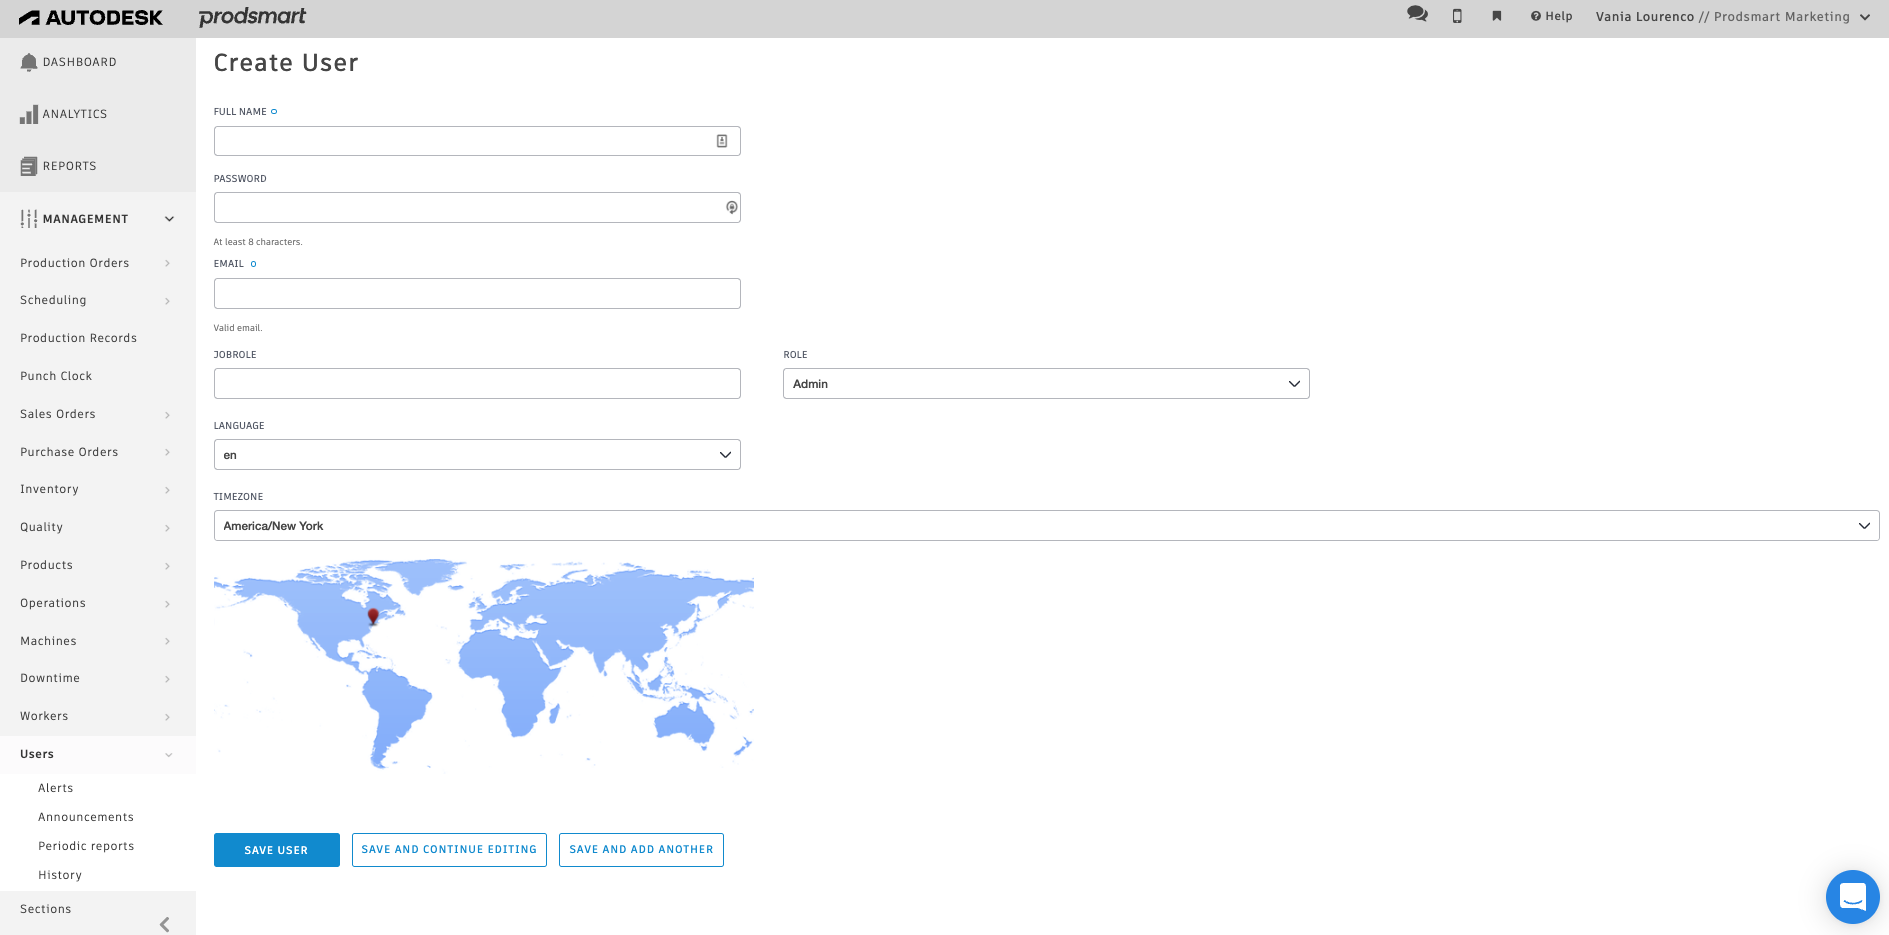 AUTODESK
prodsmart
Help
Vania Lourenco // Prodsmart Marketing
DASHBOARD
ANALYTICS
REPORTS
MANAGEMENT
Production Orders
Scheduling
Production Records
Punch Clock
Sales Orders
Purchase Orders
Inventory
Quality
Products
Operations
Machines
Downtime
Workers
Users
Alerts
Announcements
Periodic reports
History
Sections
Create User
FULL NAME
PASSWORD
At least 8 characters.
EMAIL
Valid email.
JOBROLE
ROLE
Admin
LANGUAGE
en
TIMEZONE
America/New York
SAVE USER
SAVE AND CONTINUE EDITING
SAVE AND ADD ANOTHER